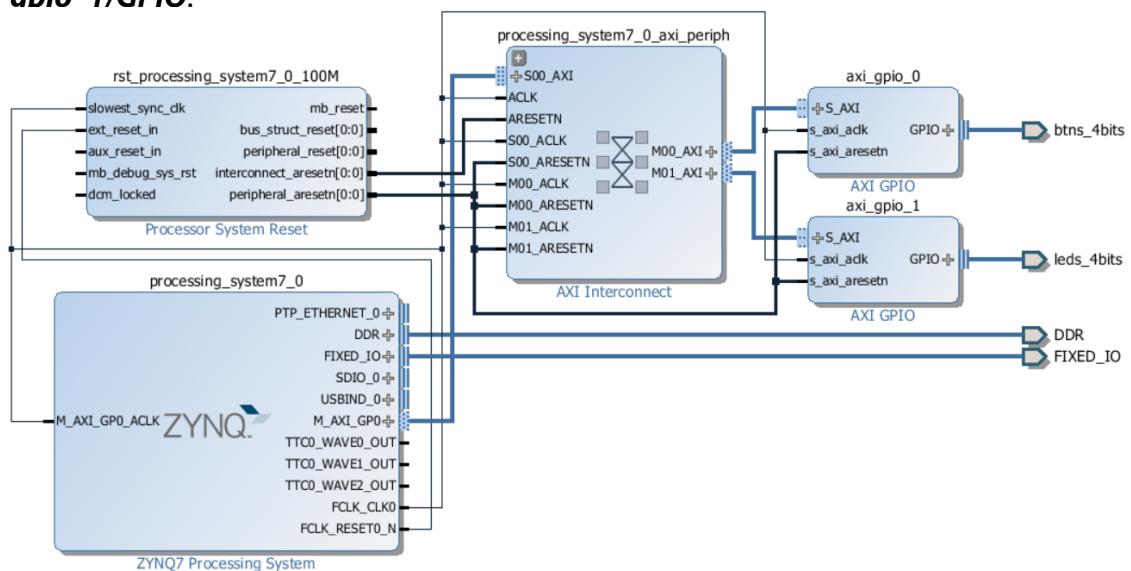 gpio_1/GPIO.
processing_system7_0_axi_periph
rst_processing_system7_0_100M
slowest_sync_clk
ext_reset_in
aux_reset_in
mb_debug_sys_rst
dcm_locked
mb_reset
bus_struct_reset[0:0]
peripheral_reset[0:0]
interconnect_aresetn[0:0]
peripheral_aresetn[0:0]
Processor System Reset
S00_AXI
ACLK
ARESETN
S00_ACLK
S00_ARESETN
M00_ACLK
M00_ARESETN
M01_ACLK
M01_ARESETN
M00_AXI
M01_AXI
AXI Interconnect
axi_gpio_0
S_AXI
s_axi_aclk
s_axi_aresetn
GPIO
AXI GPIO
btns_4bits
axi_gpio_1
S_AXI
s_axi_aclk
s_axi_aresetn
GPIO
AXI GPIO
leds_4bits
processing_system7_0
M_AXI_GP0_ACLK
ZYNQ
PTP_ETHERNET_0
DDR
FIXED_IO
SDIO_0
USBIND_0
M_AXI_GP0
TTC0_WAVE0_OUT
TTC0_WAVE1_OUT
TTC0_WAVE2_OUT
FCLK_CLK0
FCLK_RESET0_N
ZYNQ7 Processing System
DDR
FIXED_IO